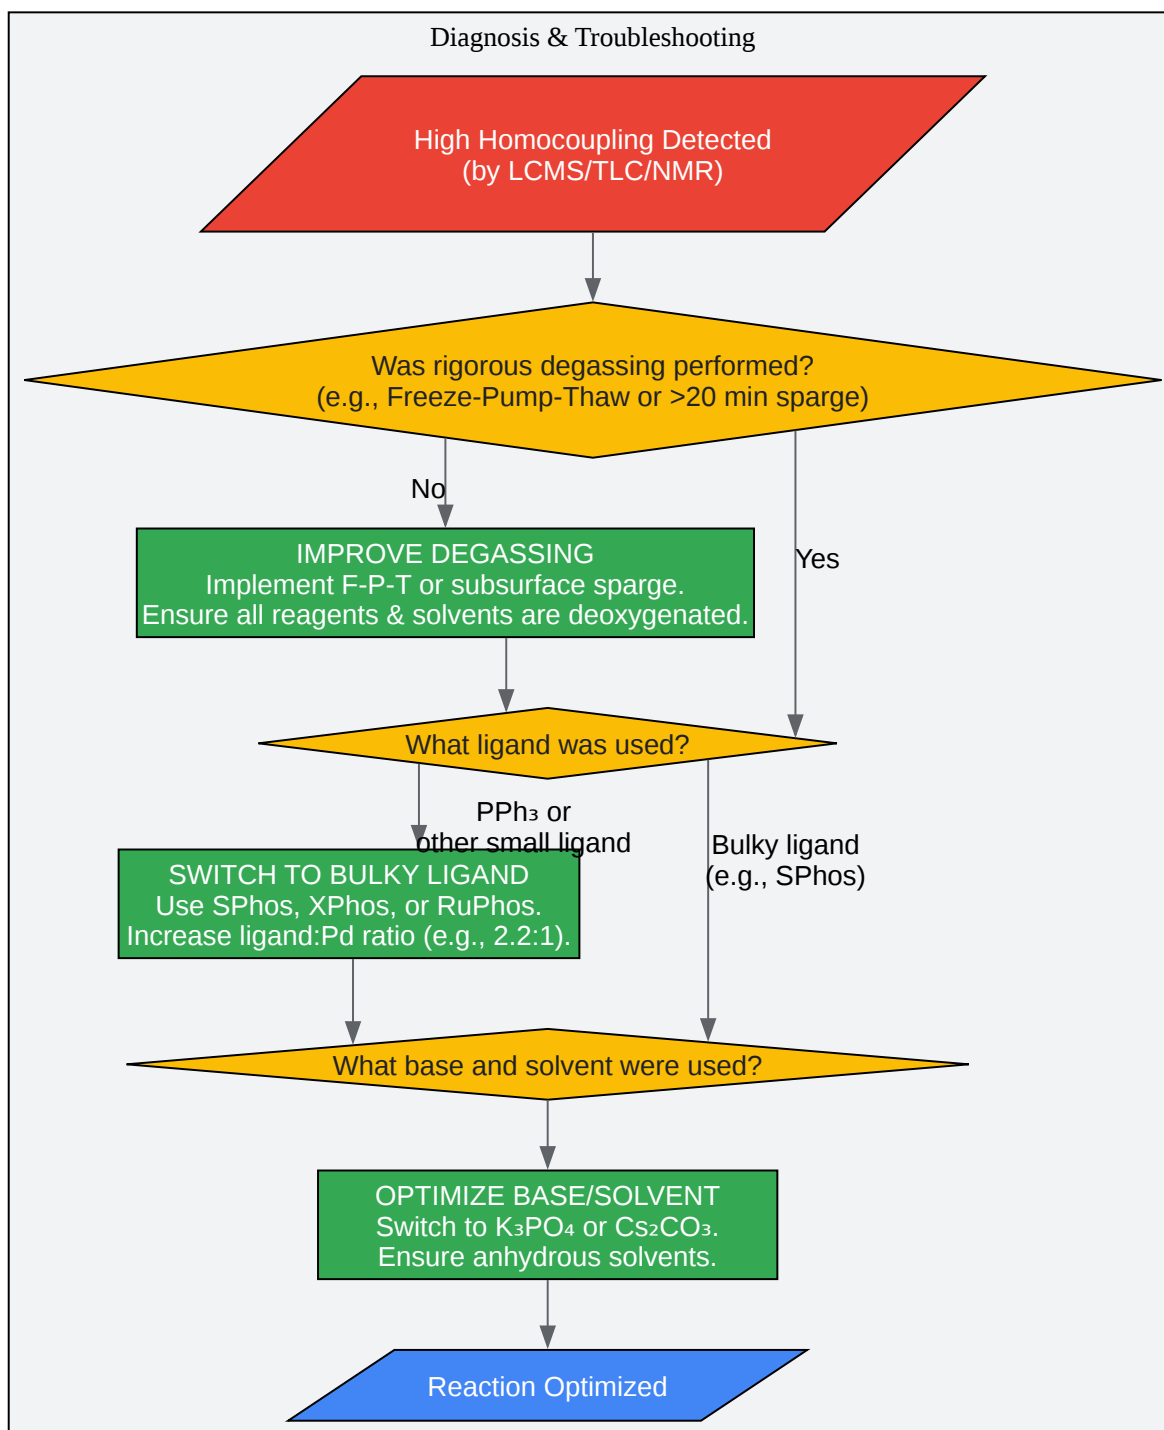 Diagnosis & Troubleshooting
High Homocoupling Detected
(by LCMS/TLC/NMR)
Was rigorous degassing performed?
(e.g., Freeze-Pump-Thaw or >20 min sparge)
No
IMPROVE DEGASSING
Implement F-P-T or subsurface sparge.
Ensure all reagents & solvents are deoxygenated.
Yes
What ligand was used?
PPh₃ or
other small ligand
Bulky ligand
(e.g., SPhos)
SWITCH TO BULKY LIGAND
Use SPhos, XPhos, or RuPhos.
Increase ligand:Pd ratio (e.g., 2.2:1).
What base and solvent were used?
OPTIMIZE BASE/SOLVENT
Switch to K₃PO₄ or Cs₂CO₃.
Ensure anhydrous solvents.
Reaction Optimized